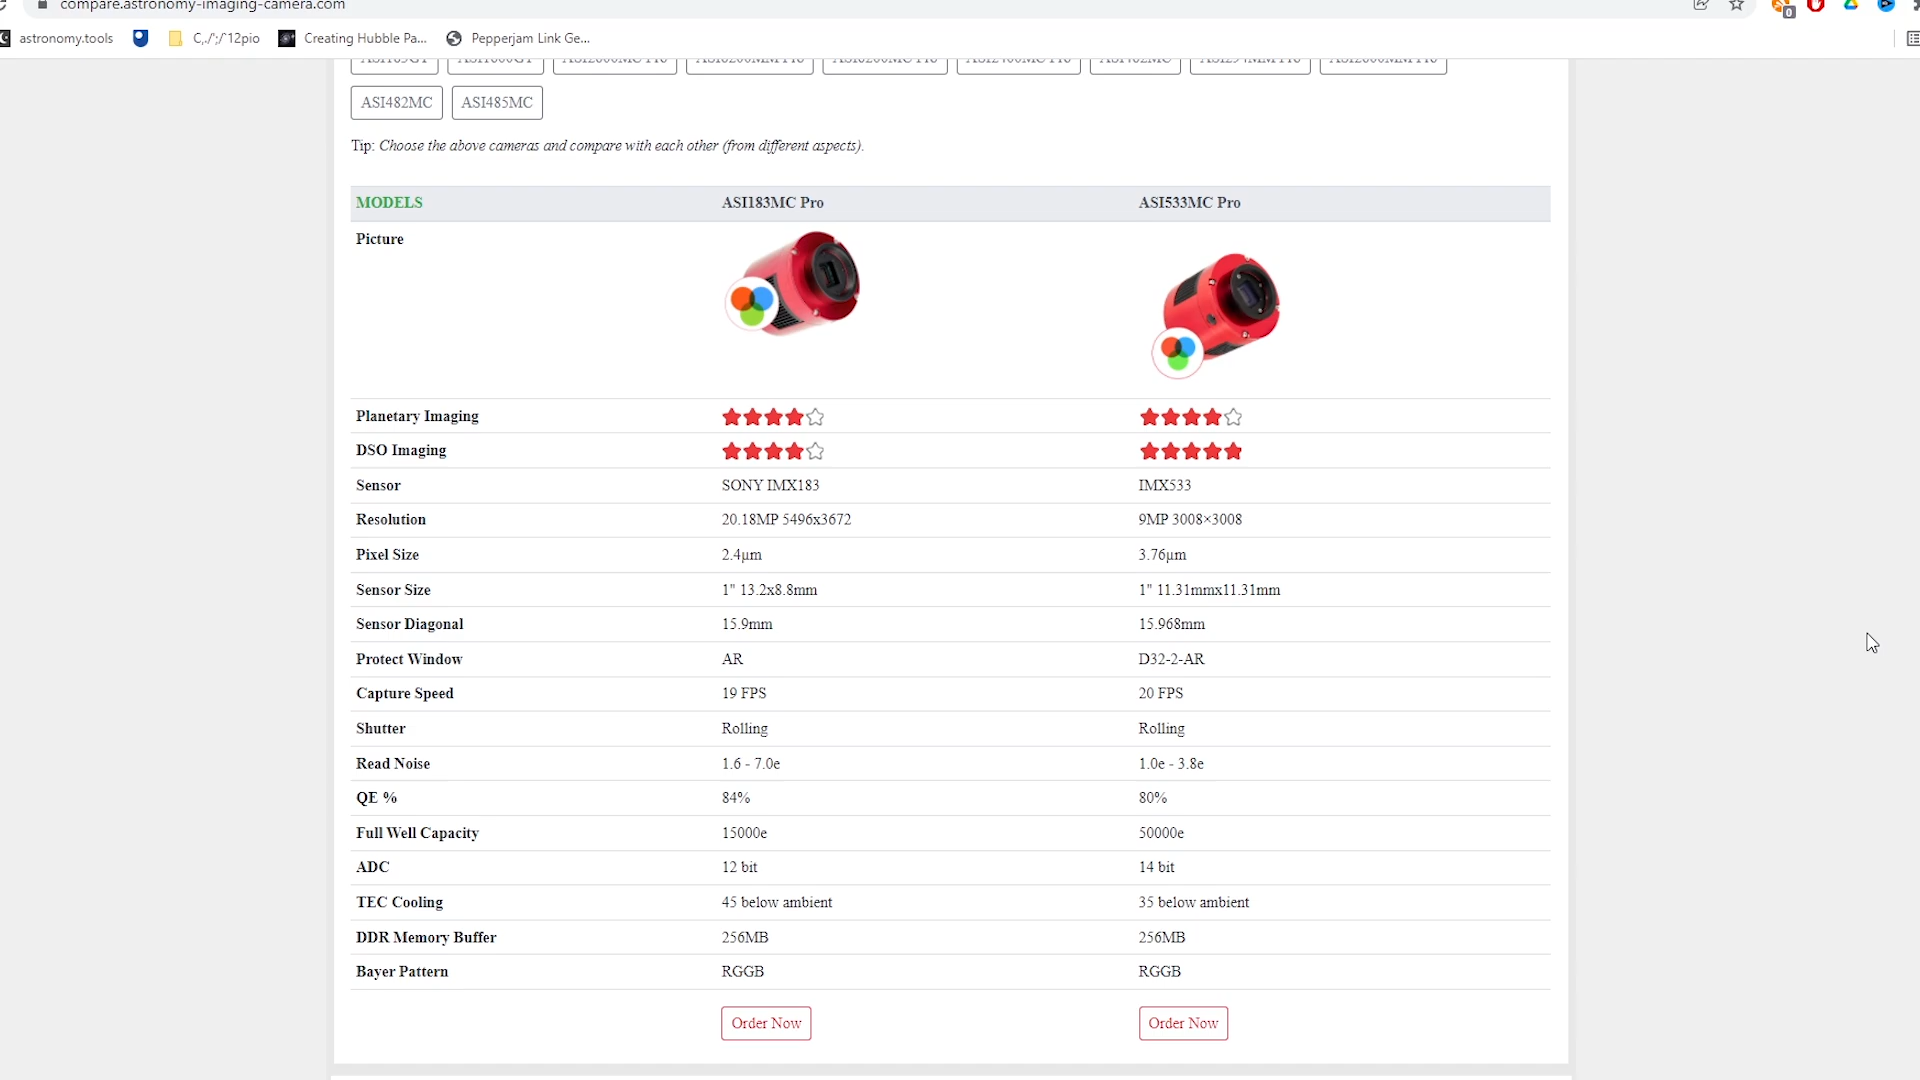 compare.astronomy-imaging-camera.com
astronomy.tools
C,./';/`12pio
Creating Hubble Pa...
Pepperjam Link Ge...
0
ASI482MC ASI485MC
Tip: Choose the above cameras and compare with each other (from different aspects).
MODELS ASI183MC Pro ASI533MC Pro
Picture
Planetary Imaging
DSO Imaging
Sensor SONY IMX183 IMX533
Resolution 20.18MP 5496x3672 9MP 3008×3008
Pixel Size 2.4μm 3.76μm
Sensor Size 1" 13.2x8.8mm 1" 11.31mmx11.31mm
Sensor Diagonal 15.9mm 15.968mm
Protect Window AR D32-2-AR
Capture Speed 19 FPS 20 FPS
Shutter Rolling Rolling
Read Noise 1.6 - 7.0e 1.0e - 3.8e
QE % 84% 80%
Full Well Capacity 15000e 50000e
ADC 12 bit 14 bit
TEC Cooling 45 below ambient 35 below ambient
DDR Memory Buffer 256MB 256MB
Bayer Pattern RGGB RGGB
Order Now Order Now